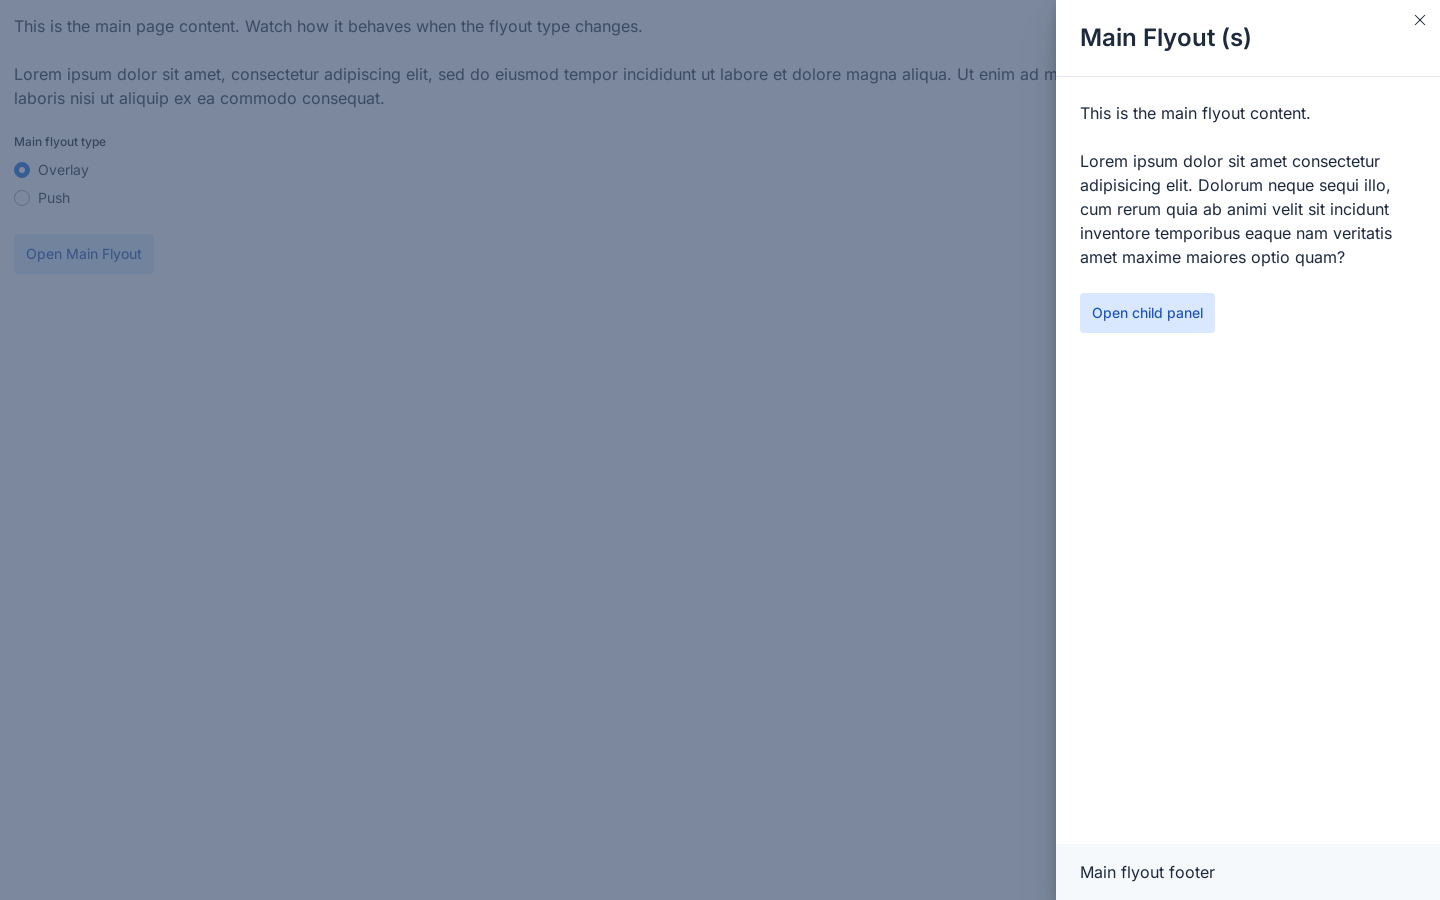 This is the main page content. Watch how it behaves when the flyout type changes.
Lorem ipsum dolor sit amet, consectetur adipiscing elit, sed do eiusmod tempor incididunt ut labore et dolore magna aliqua. Ut enim ad
laboris nisi ut aliquip ex ea commodo consequat.
Main flyout type
Overlay
Push
Open Main Flyout
Main Flyout (s)
This is the main flyout content.
Lorem ipsum dolor sit amet consectetur
adipisicing elit. Dolorum neque sequi illo,
cum rerum quia ab animi velit sit incidunt
inventore temporibus eaque nam veritatis
amet maxime maiores optio quam?
Open child panel
Main flyout footer